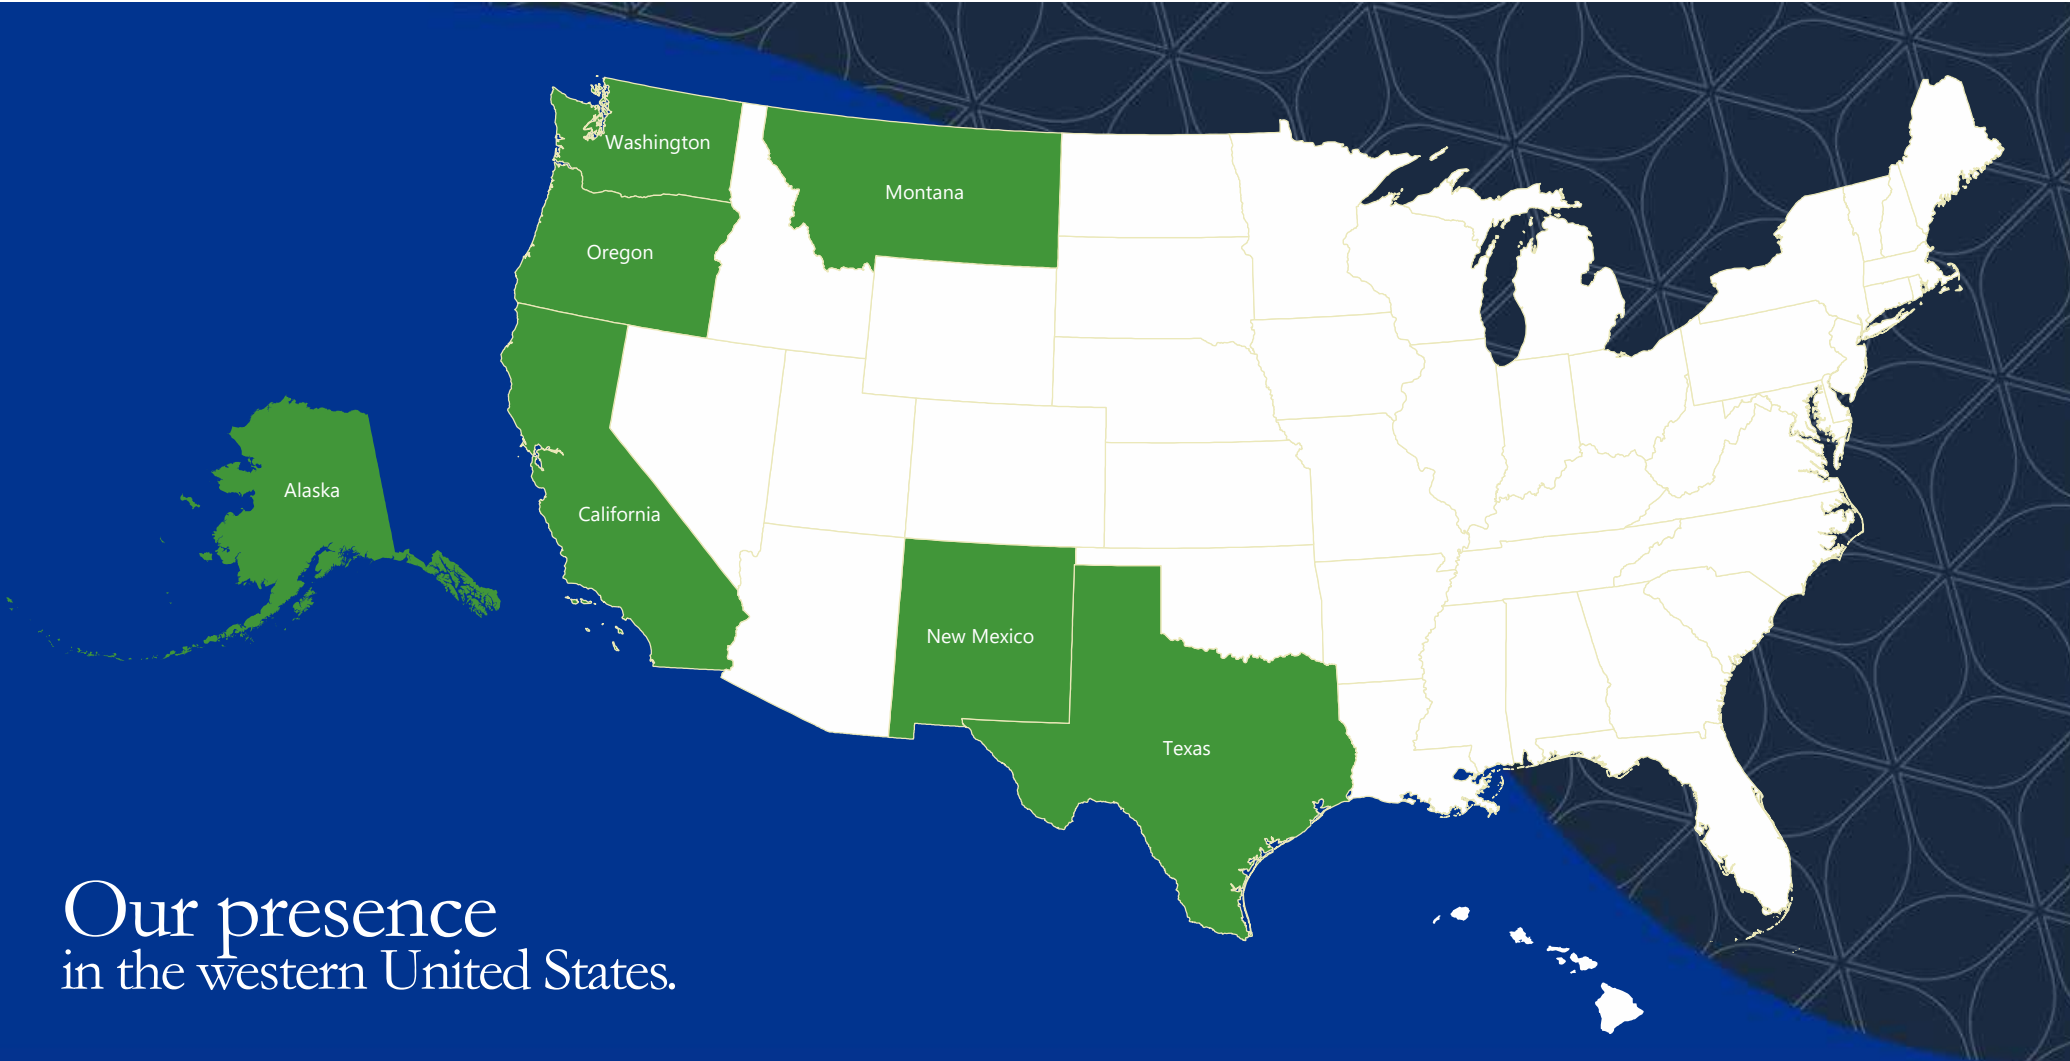 Washington
Montana
Oregon
Alaska
California
New Mexico
Texas
Our presence
in the western United States.